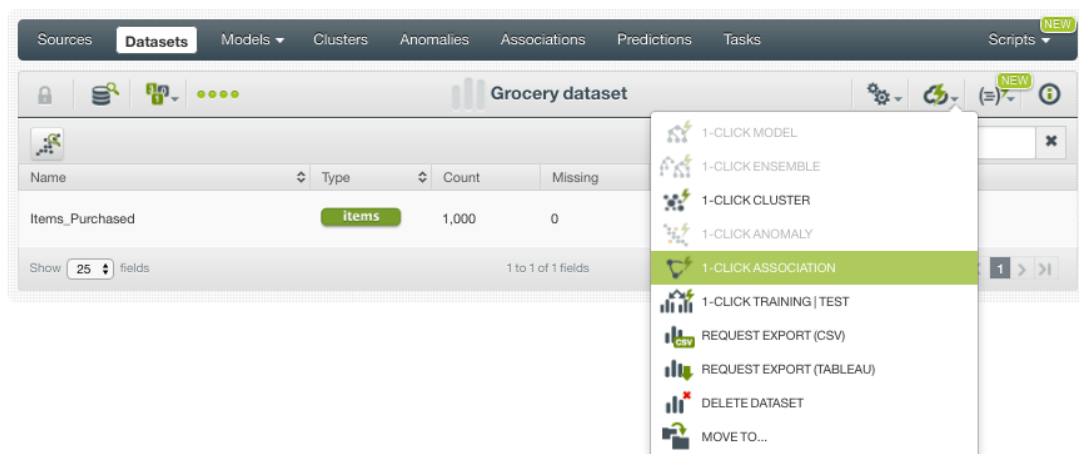 NEW
Sources Datasets Models Clusters Anomalies Associations Predictions Tasks Scripts
NEW
Grocery dataset
1-CLICK MODEL
1-CLICK ENSEMBLE
Name Type Count Missing
1-CLICK CLUSTER
Items_Purchased items 1,000 0
1-CLICK ANOMALY
Show 25 fields 1 to 1 of 1 fields 1
1-CLICK ASSOCIATION
1-CLICK TRAINING | TEST
CSV
REQUEST EXPORT (CSV)
REQUEST EXPORT (TABLEAU)
DELETE DATASET
MOVE TO...